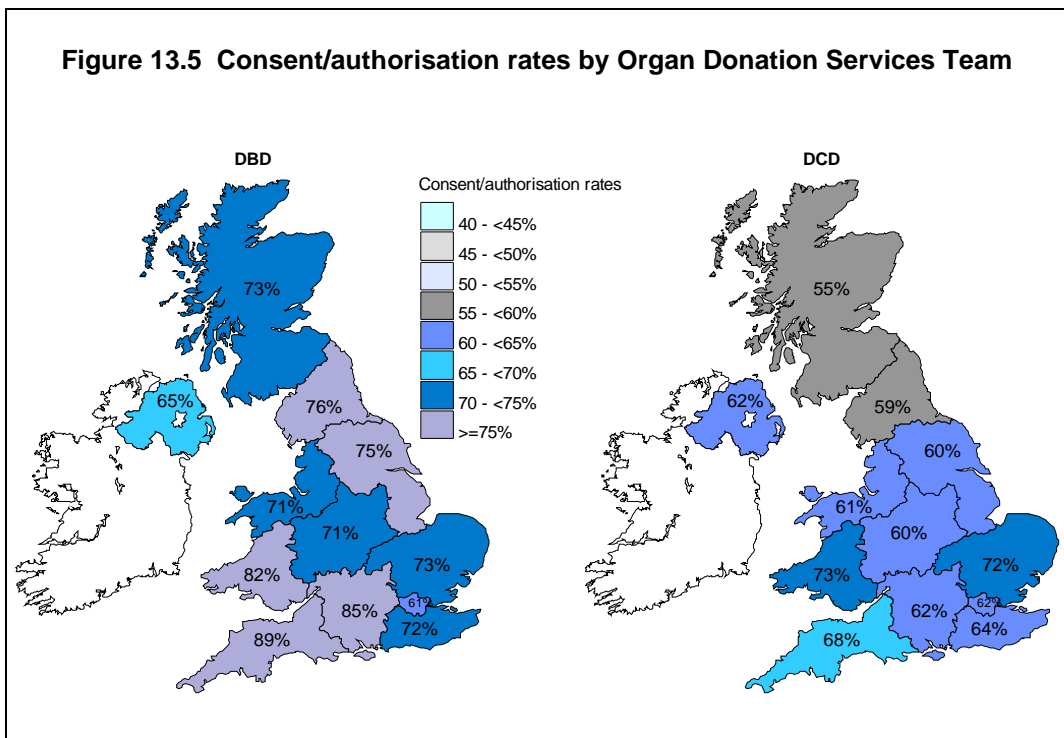 Figure 13.5 Consent/authorisation rates by Organ Donation Services Team
DBD
73%
65%
76%
75%
71%
71%
73%
82%
85%
61%
72%
89%
Consent/authorisation rates
40 - <45%
45 - <50%
50 - <55%
55 - <60%
60 - <65%
65 - <70%
70 - <75%
>=75%
DCD
55%
62%
59%
60%
61%
60%
72%
73%
62%
62%
64%
68%